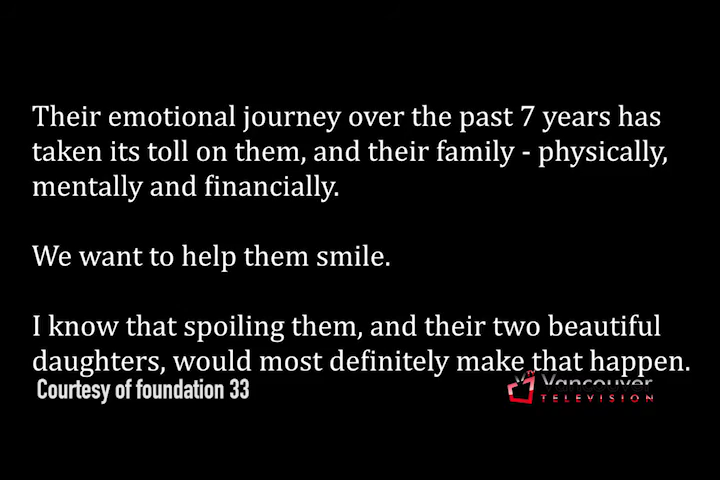 Their emotional journey over the past 7 years has
taken its toll on them, and their family - physically,
mentally and financially.
We want to help them smile.
I know that spoiling them, and their two beautiful
daughters, would most definitely make that happen.
Courtesy of foundation 33
TV
Vancouver
TELEVISION